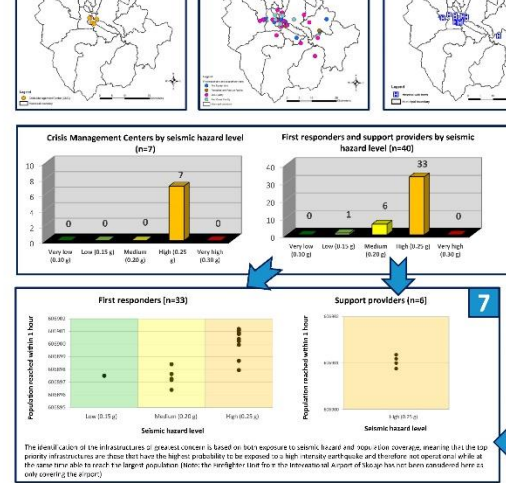 Legend
Legend
Legend
Crisis Management Centers by seismic hazard level
(n=7)
10
8
6
4
2
0
0
0
0
7
0
Very low
(0.10 g)
Low (0.15 g)
Medium
(0.20 g)
High (0.25
g)
Very high
(0.30 g)
First responders and support providers by seismic
hazard level (n=40)
40
30
20
10
0
0
1
6
33
0
Very low
(0.10 g)
Low (0.15 g)
Medium
(0.20 g)
High (0.25 g)
Very high
(0.30 g)
7
First responders (n=33)
Population reached within 1 hour
Low (0.15 g)
Medium (0.20 g)
High (0.25 g)
Seismic hazard level
Support providers (n=6)
Population reached within 1 hour
High (0.25 g)
Seismic hazard level
The identification of the infrastructures of greatest concern is based on both exposure to seismic hazard and population coverage, meaning that the top
priority infrastructures are those that have the highest probability to be exposed to a high intensity earthquake and therefore not operational while at
the same time able to reach the largest population (Note: the Firefighter Unit from the International Airport of Skopje has not been considered here as
only covering the airport)